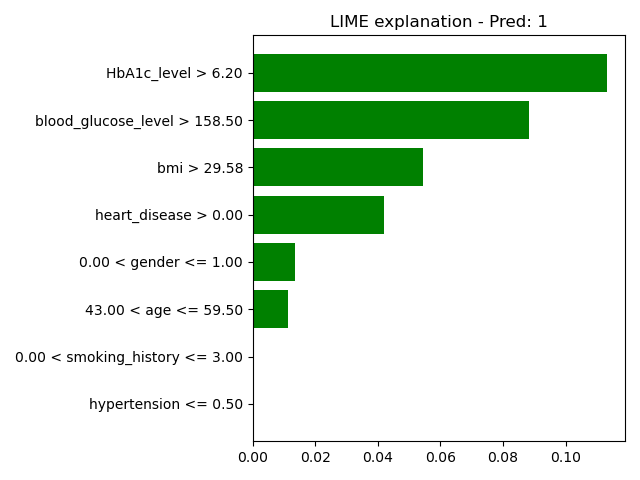 LIME explanation - Pred: 1
HbA1c_level > 6.20
blood_glucose_level > 158.50
bmi > 29.58
heart_disease > 0.00
0.00 < gender <= 1.00
43.00 < age <= 59.50
0.00 < smoking_history <= 3.00
hypertension <= 0.50
0.00 0.02 0.04 0.06 0.08 0.10